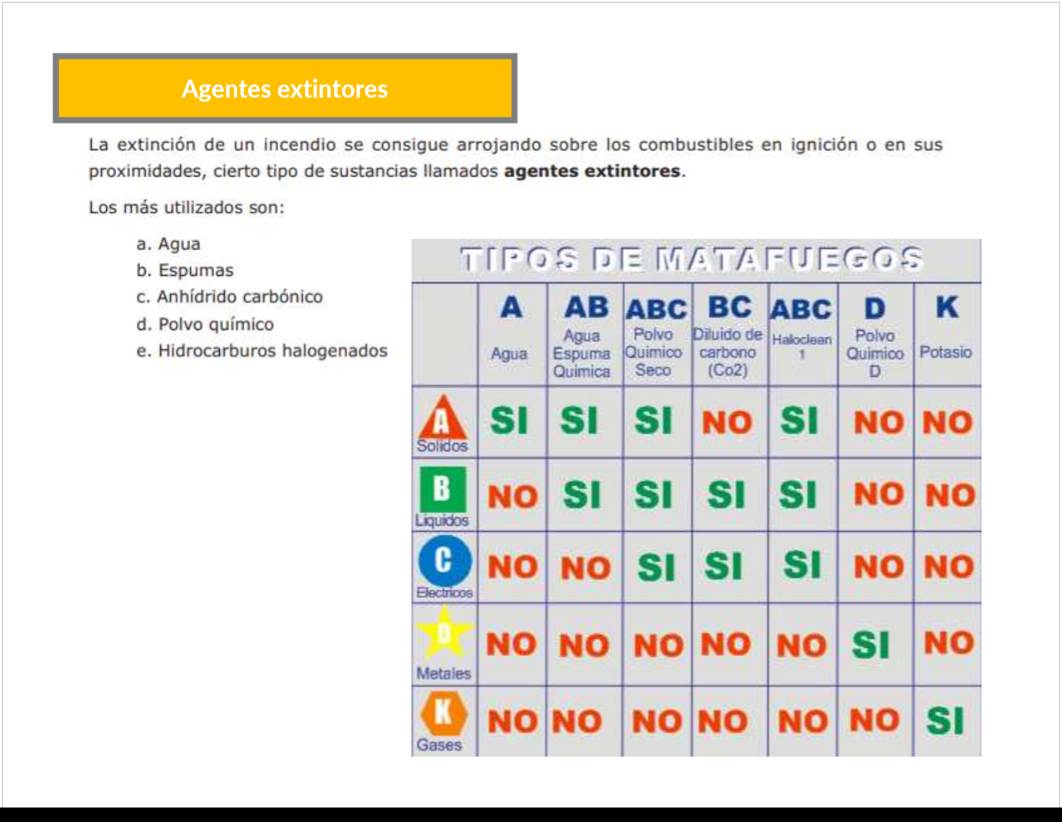 Agentes extintores
La extinción de un incendio se consigue arrojando sobre los combustibles en ignición o en sus
proximidades, cierto tipo de sustancias llamados agentes extintores.
Los más utilizados son:
a. Agua
b. Espumas
c. Anhídrido carbónico
d. Polvo químico
e. Hidrocarburos halogenados
TIPOS DE MATAFUEGOS
A AB ABC BC ABC D K
Agua
Agua Espuma Quimica
Polvo Quimico Seco
Diluido de carbono (Co2)
Haloclean 1
Polvo Quimico D
Potasio
A Solidos SI SI SI NO SI NO NO
B Liquidos NO SI SI SI SI NO NO
C Electricos NO NO SI SI SI NO NO
D Metales NO NO NO NO NO SI NO
K Gases NO NO NO NO NO NO SI